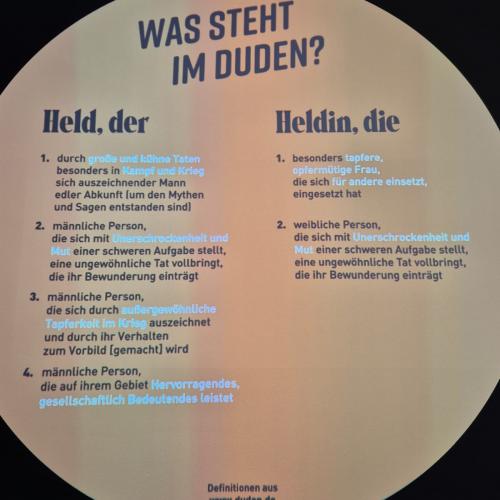 WAS STEHT
IM DUDEN?
Held, der
1. durch große und kühne Taten
besonders in Kampf und Krieg
sich auszeichnender Mann
edler Abkunft (um den Mythen
und Sagen entstanden sind)
2. männliche Person,
die sich mit Unerschrockenheit und
Mut einer schweren Aufgabe stellt,
eine ungewöhnliche Tat vollbringt,
die ihr Bewunderung einträgt
3. männliche Person,
die sich durch außergewöhnliche
Tapferkeit im Krieg auszeichnet
und durch ihr Verhalten
zum Vorbild [gemacht] wird
4. männliche Person,
die auf ihrem Gebiet Hervorragendes,
gesellschaftlich Bedeutendes leistet
Heldin, die
1. besonders tapfere,
opfermütige Frau,
die sich für andere einsetzt,
eingesetzt hat
2. weibliche Person,
die sich mit Unerschrockenheit und
Mut einer schweren Aufgabe stellt,
eine ungewöhnliche Tat vollbringt,
die ihr Bewunderung einträgt
Definitionen aus
www.duden.de